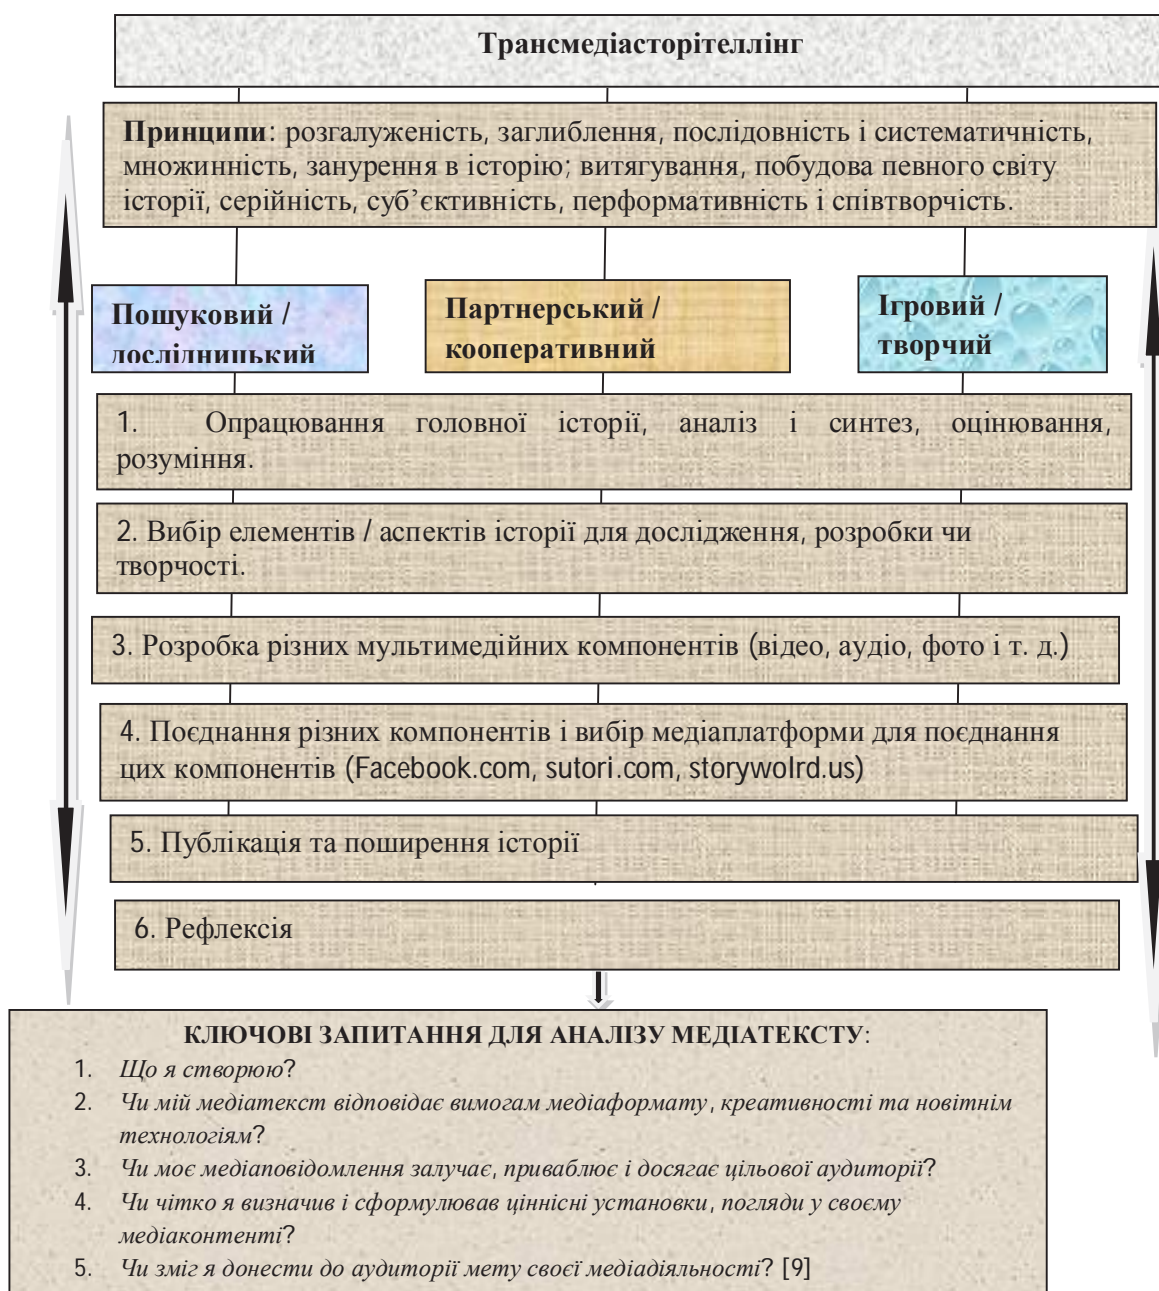 Трансмедіасторітеллінг
Принципи: розгалуженість, заглиблення, послідовність і систематичність,
множинність, занурення в історію; витягування, побудова певного світу
історії, серійність, суб’єктивність, перформативність і співтворчість.
Пошуковий /
дослідницький
Партнерський /
кооперативний
Ігровий /
творчий
1. Опрацювання головної історії, аналіз і синтез, оцінювання,
розуміння.
2. Вибір елементів / аспектів історії для дослідження, розробки чи
творчості.
3. Розробка різних мультимедійних компонентів (відео, аудіо, фото і т. д.)
4. Поєднання різних компонентів і вибір медіаплатформи для поєднання
цих компонентів (Facebook.com, sutori.com, storywolrd.us)
5. Публікація та поширення історії
6. Рефлексія
КЛЮЧОВІ ЗАПИТАННЯ ДЛЯ АНАЛІЗУ МЕДІАТЕКСТУ:
1. Що я створюю?
2. Чи мій медіатекст відповідає вимогам медіаформату, креативності та новітнім
технологіям?
3. Чи моє медіаповідомлення залучає, приваблює і досягає цільової аудиторії?
4. Чи чітко я визначив і сформулював ціннісні установки, погляди у своєму
медіаконтенті?
5. Чи зміг я донести до аудиторії мету своєї медіадіяльності? [9]